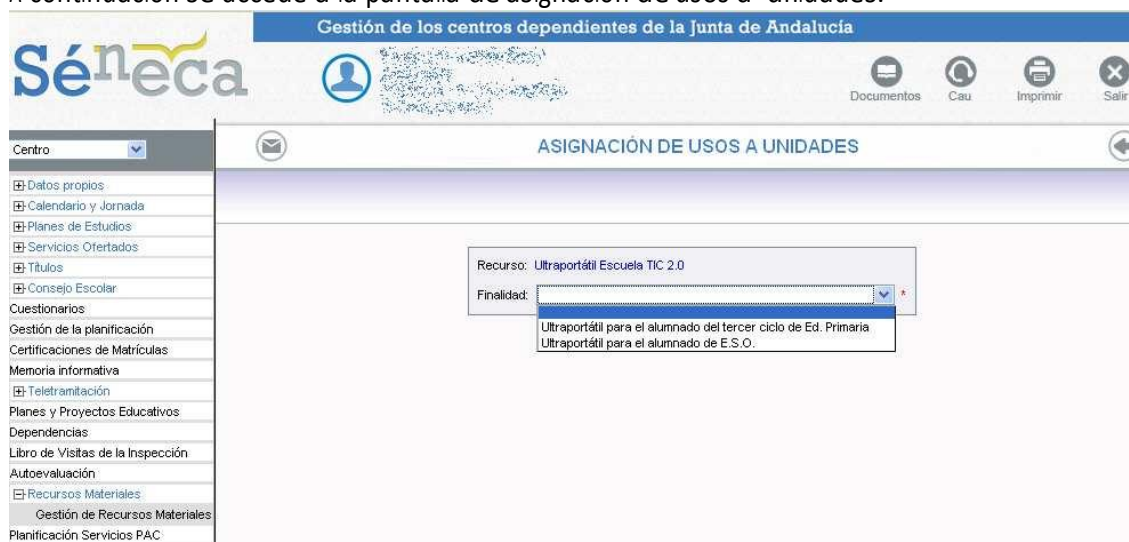 A continuación se accede a la pantalla de asignación de usos a unidades.
Gestión de los centros dependientes de la Junta de Andalucía
Séneca
Documentos
Cau
Imprimir
Salir
Centro
ASIGNACIÓN DE USOS A UNIDADES
Datos propios
Calendario y Jornada
Planes de Estudios
Servicios Ofertados
Títulos
Consejo Escolar
Cuestionarios
Gestión de la planificación
Certificaciones de Matrículas
Memoria informativa
Teletramitación
Planes y Proyectos Educativos
Dependencias
Libro de Visitas de la Inspección
Autoevaluación
Recursos Materiales
Gestión de Recursos Materiales
Planificación Servicios PAC
Recurso: Ultraportátil Escuela TIC 2.0
Finalidad: *
Ultraportátil para el alumnado del tercer ciclo de Ed. Primaria
Ultraportátil para el alumnado de E.S.O.